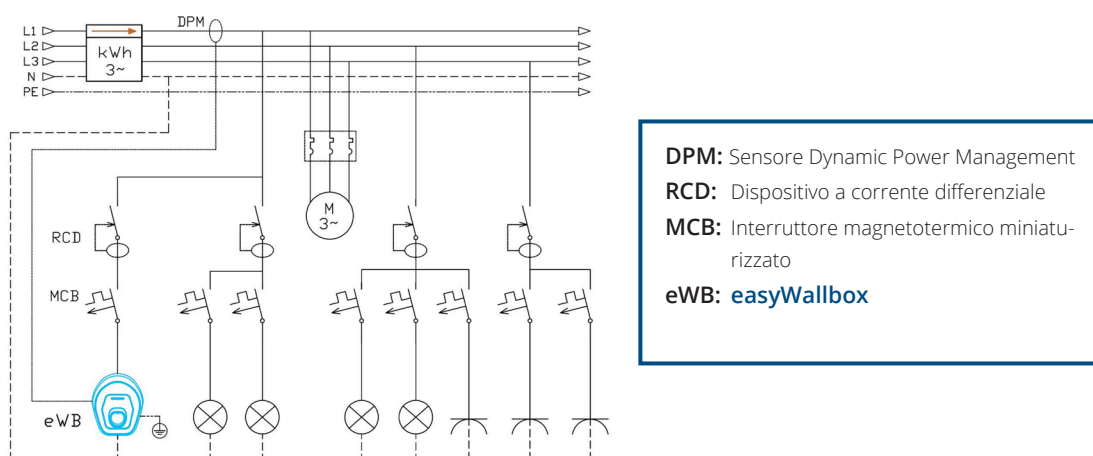 DPM
L1
L2
L3
N
PE
kWh
3~
M
3~
RCD
MCB
eWB
DPM: Sensore Dynamic Power Management
RCD: Dispositivo a corrente differenziale
MCB: Interruttore magnetotermico miniatu-
rizzato
eWB: easyWallbox